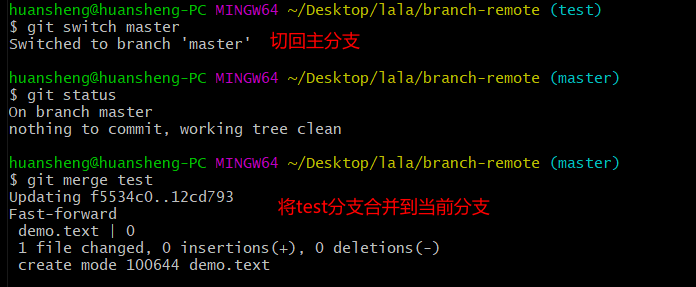 huansheng@huansheng-PC MINGW64 ~/Desktop/lala/branch-remote (test)
$ git switch master
Switched to branch 'master' 切回主分支
huansheng@huansheng-PC MINGW64 ~/Desktop/lala/branch-remote (master)
$ git status
On branch master
nothing to commit, working tree clean
huansheng@huansheng-PC MINGW64 ~/Desktop/lala/branch-remote (master)
$ git merge test
Updating f5534c0..12cd793
Fast-forward 将test分支合并到当前分支
demo.text | 0
1 file changed, 0 insertions(+), 0 deletions(-)
create mode 100644 demo.text